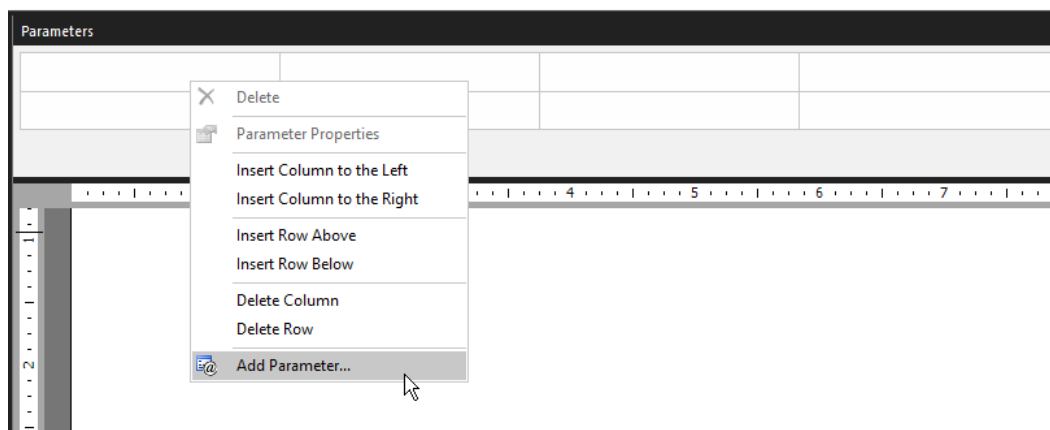 Parameters
Delete
Parameter Properties
Insert Column to the Left
Insert Column to the Right
4 5 6 7
Insert Row Above
1
Insert Row Below
Delete Column
Delete Row
2
Add Parameter...